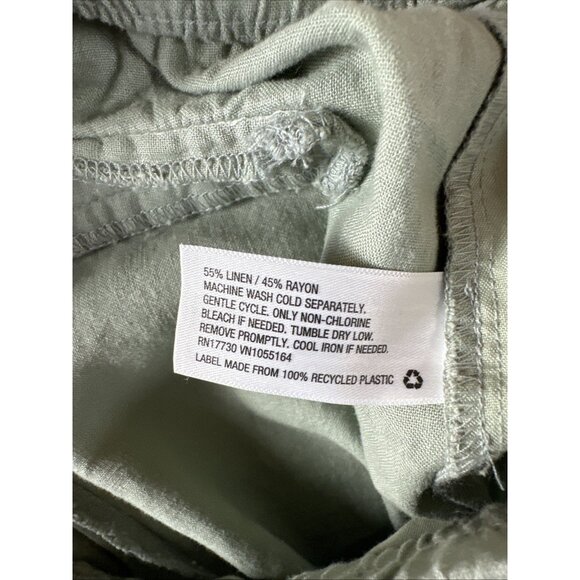 55% LINEN / 45% RAYON
MACHINE WASH COLD SEPARATELY.
GENTLE CYCLE. ONLY NON-CHLORINE
BLEACH IF NEEDED. TUMBLE DRY LOW.
REMOVE PROMPTLY. COOL IRON IF NEEDED.
RN17730 VN1055164
LABEL MADE FROM 100% RECYCLED PLASTIC